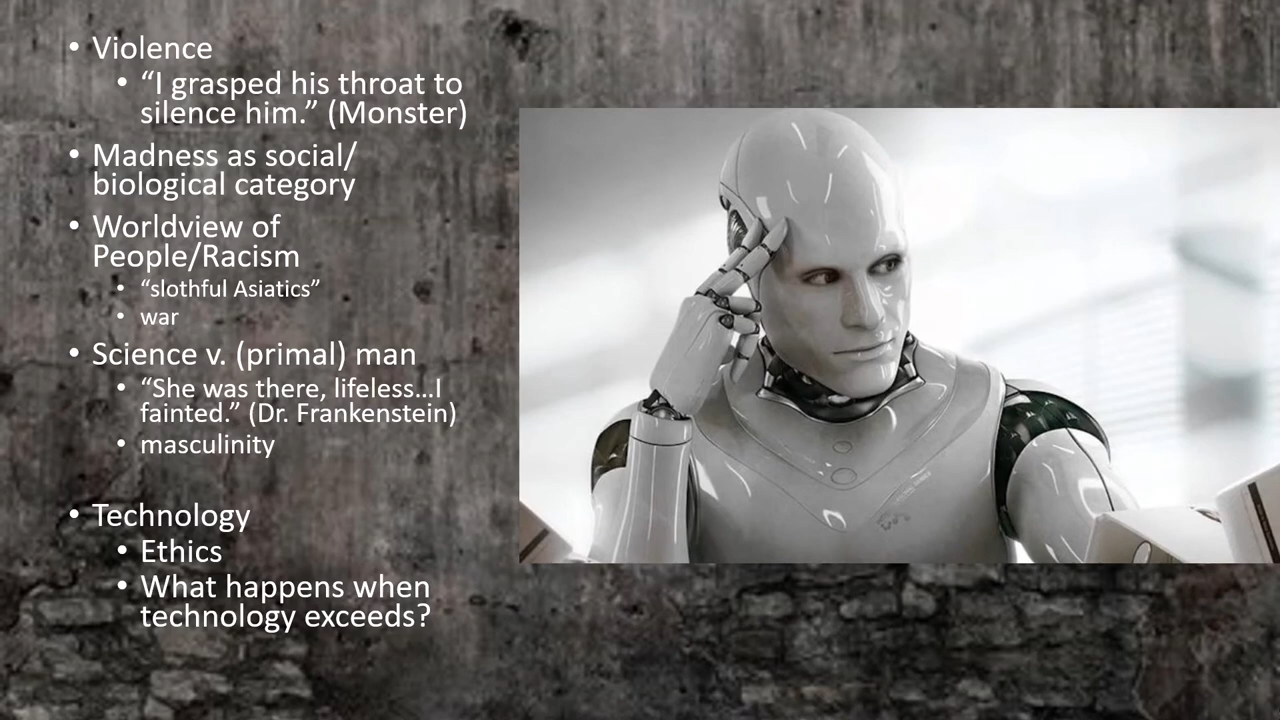 • Violence
• “I grasped his throat to
silence him.” (Monster)
• Madness as social/
biological category
• Worldview of
People/Racism
• “slothful Asiatics”
• war
• Science v. (primal) man
• “She was there, lifeless…I
fainted.” (Dr. Frankenstein)
• masculinity
• Technology
• Ethics
• What happens when
technology exceeds?